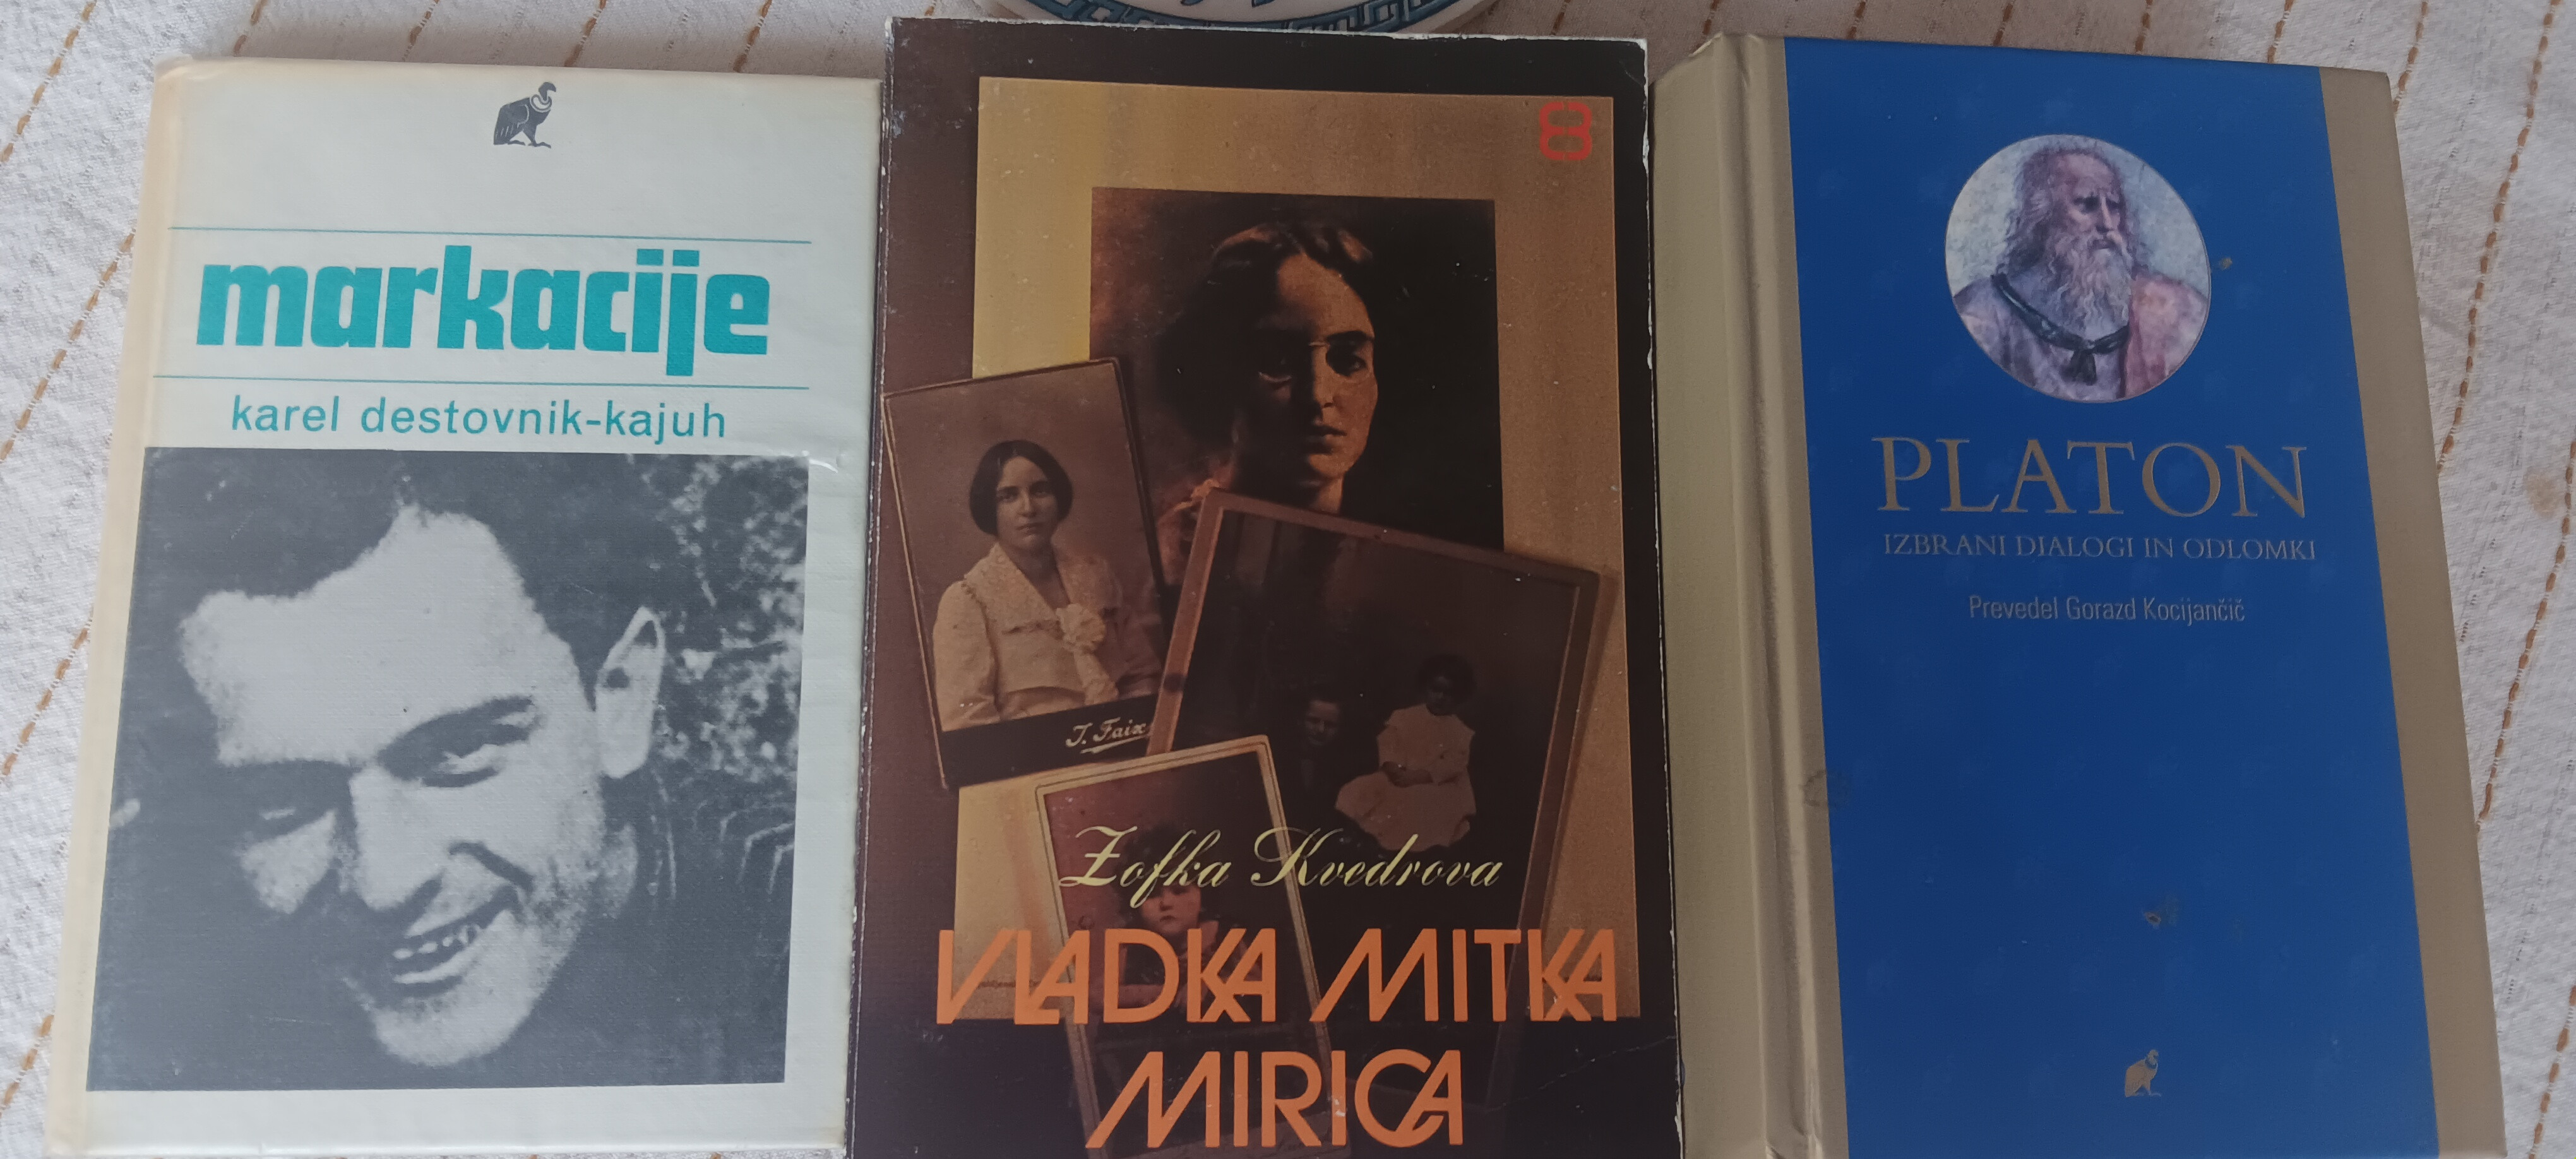 markacije
karel destovnik-kajuh
8
J. Faix
Zofka Kvedrova
VLADKA MITKA
MIRICA
PLATON
IZBRANI DIALOGI IN ODLOMKI
Prevedel Gorazd Kocijančič